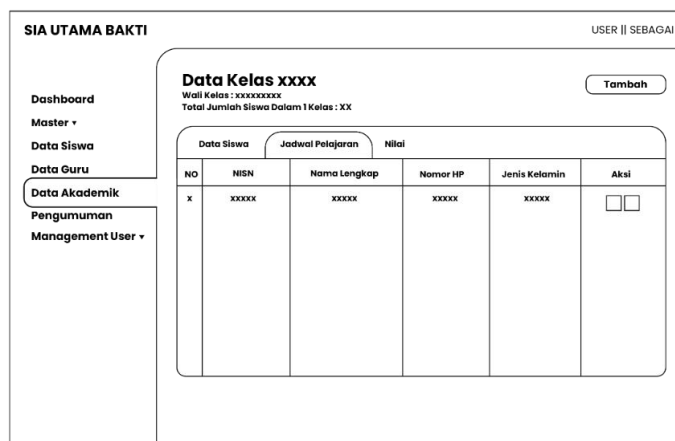 SIA UTAMA BAKTI
USER || SEBAGAI
Dashboard
Master ▾
Data Siswa
Data Guru
Data Akademik
Pengumuman
Management User ▾
Data Kelas xxxx
Wali Kelas : xxxxxxxxx
Total Jumlah Siswa Dalam 1 Kelas : XX
Tambah
Data Siswa Jadwal Pelajaran Nilai
NO NISN Nama Lengkap Nomor HP Jenis Kelamin Aksi
x xxxxx xxxxx xxxxx xxxxx